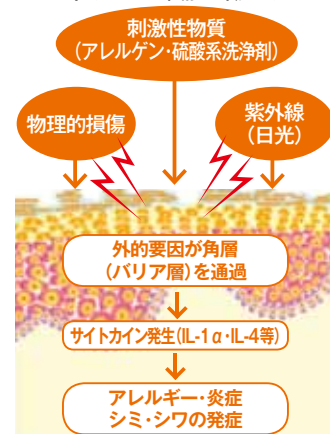 刺激性物質
(アレルゲン・硫酸系洗浄剤)
物理的損傷
紫外線
(日光)
外的要因が角層
(バリア層)を通過
サイトカイン発生(IL-1α・IL-4等)
アレルギー・炎症
シミ・シワの発症